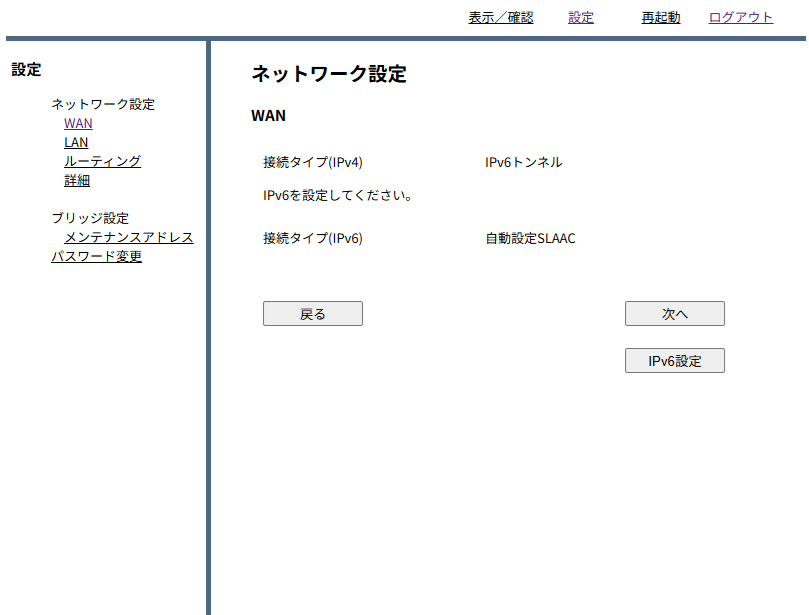 表示／確認 設定 再起動 ログアウト
設定
ネットワーク設定
WAN
LAN
ルーティング
詳細
ブリッジ設定
メンテナンスアドレス
パスワード変更
ネットワーク設定
WAN
接続タイプ(IPv4) IPv6トンネル
IPv6を設定してください。
接続タイプ(IPv6) 自動設定SLAAC
戻る 次へ
IPv6設定